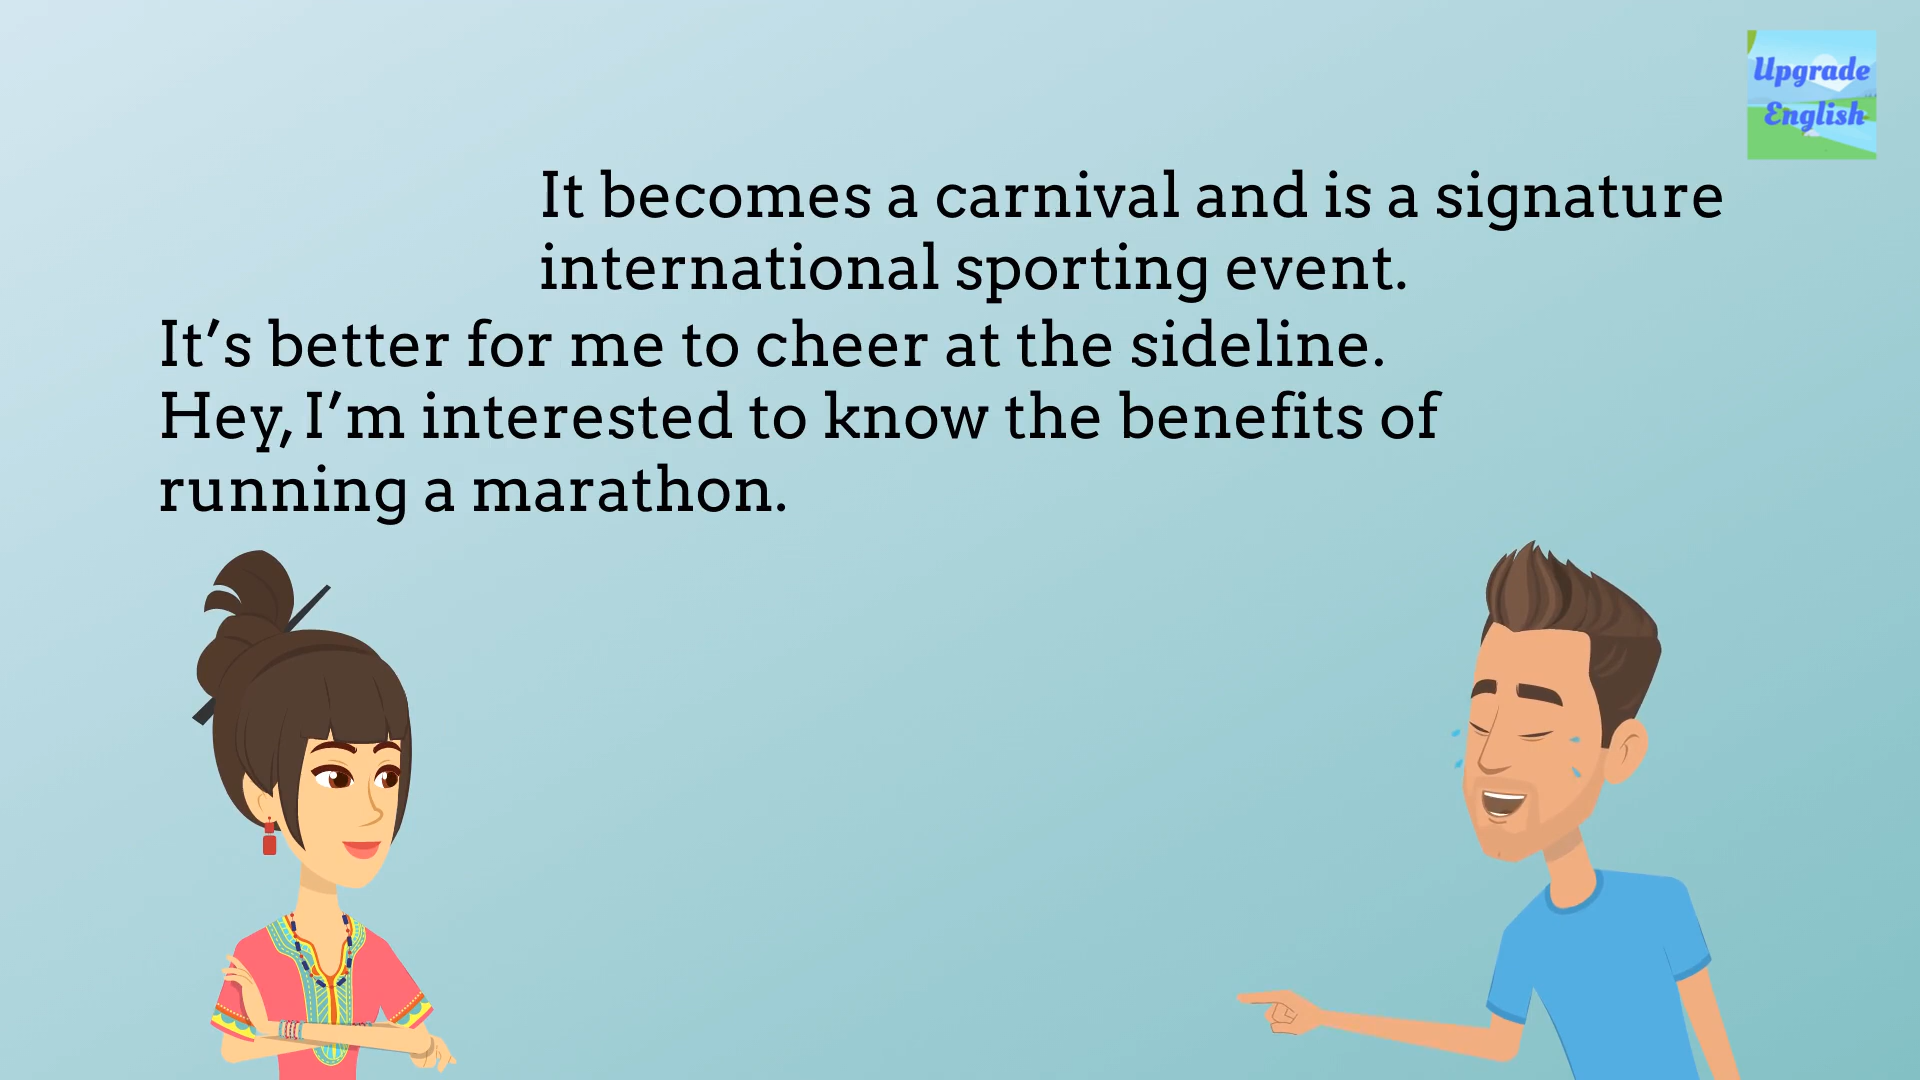 Upgrade
English
It becomes a carnival and is a signature
international sporting event.
It’s better for me to cheer at the sideline.
Hey, I’m interested to know the benefits of
running a marathon.